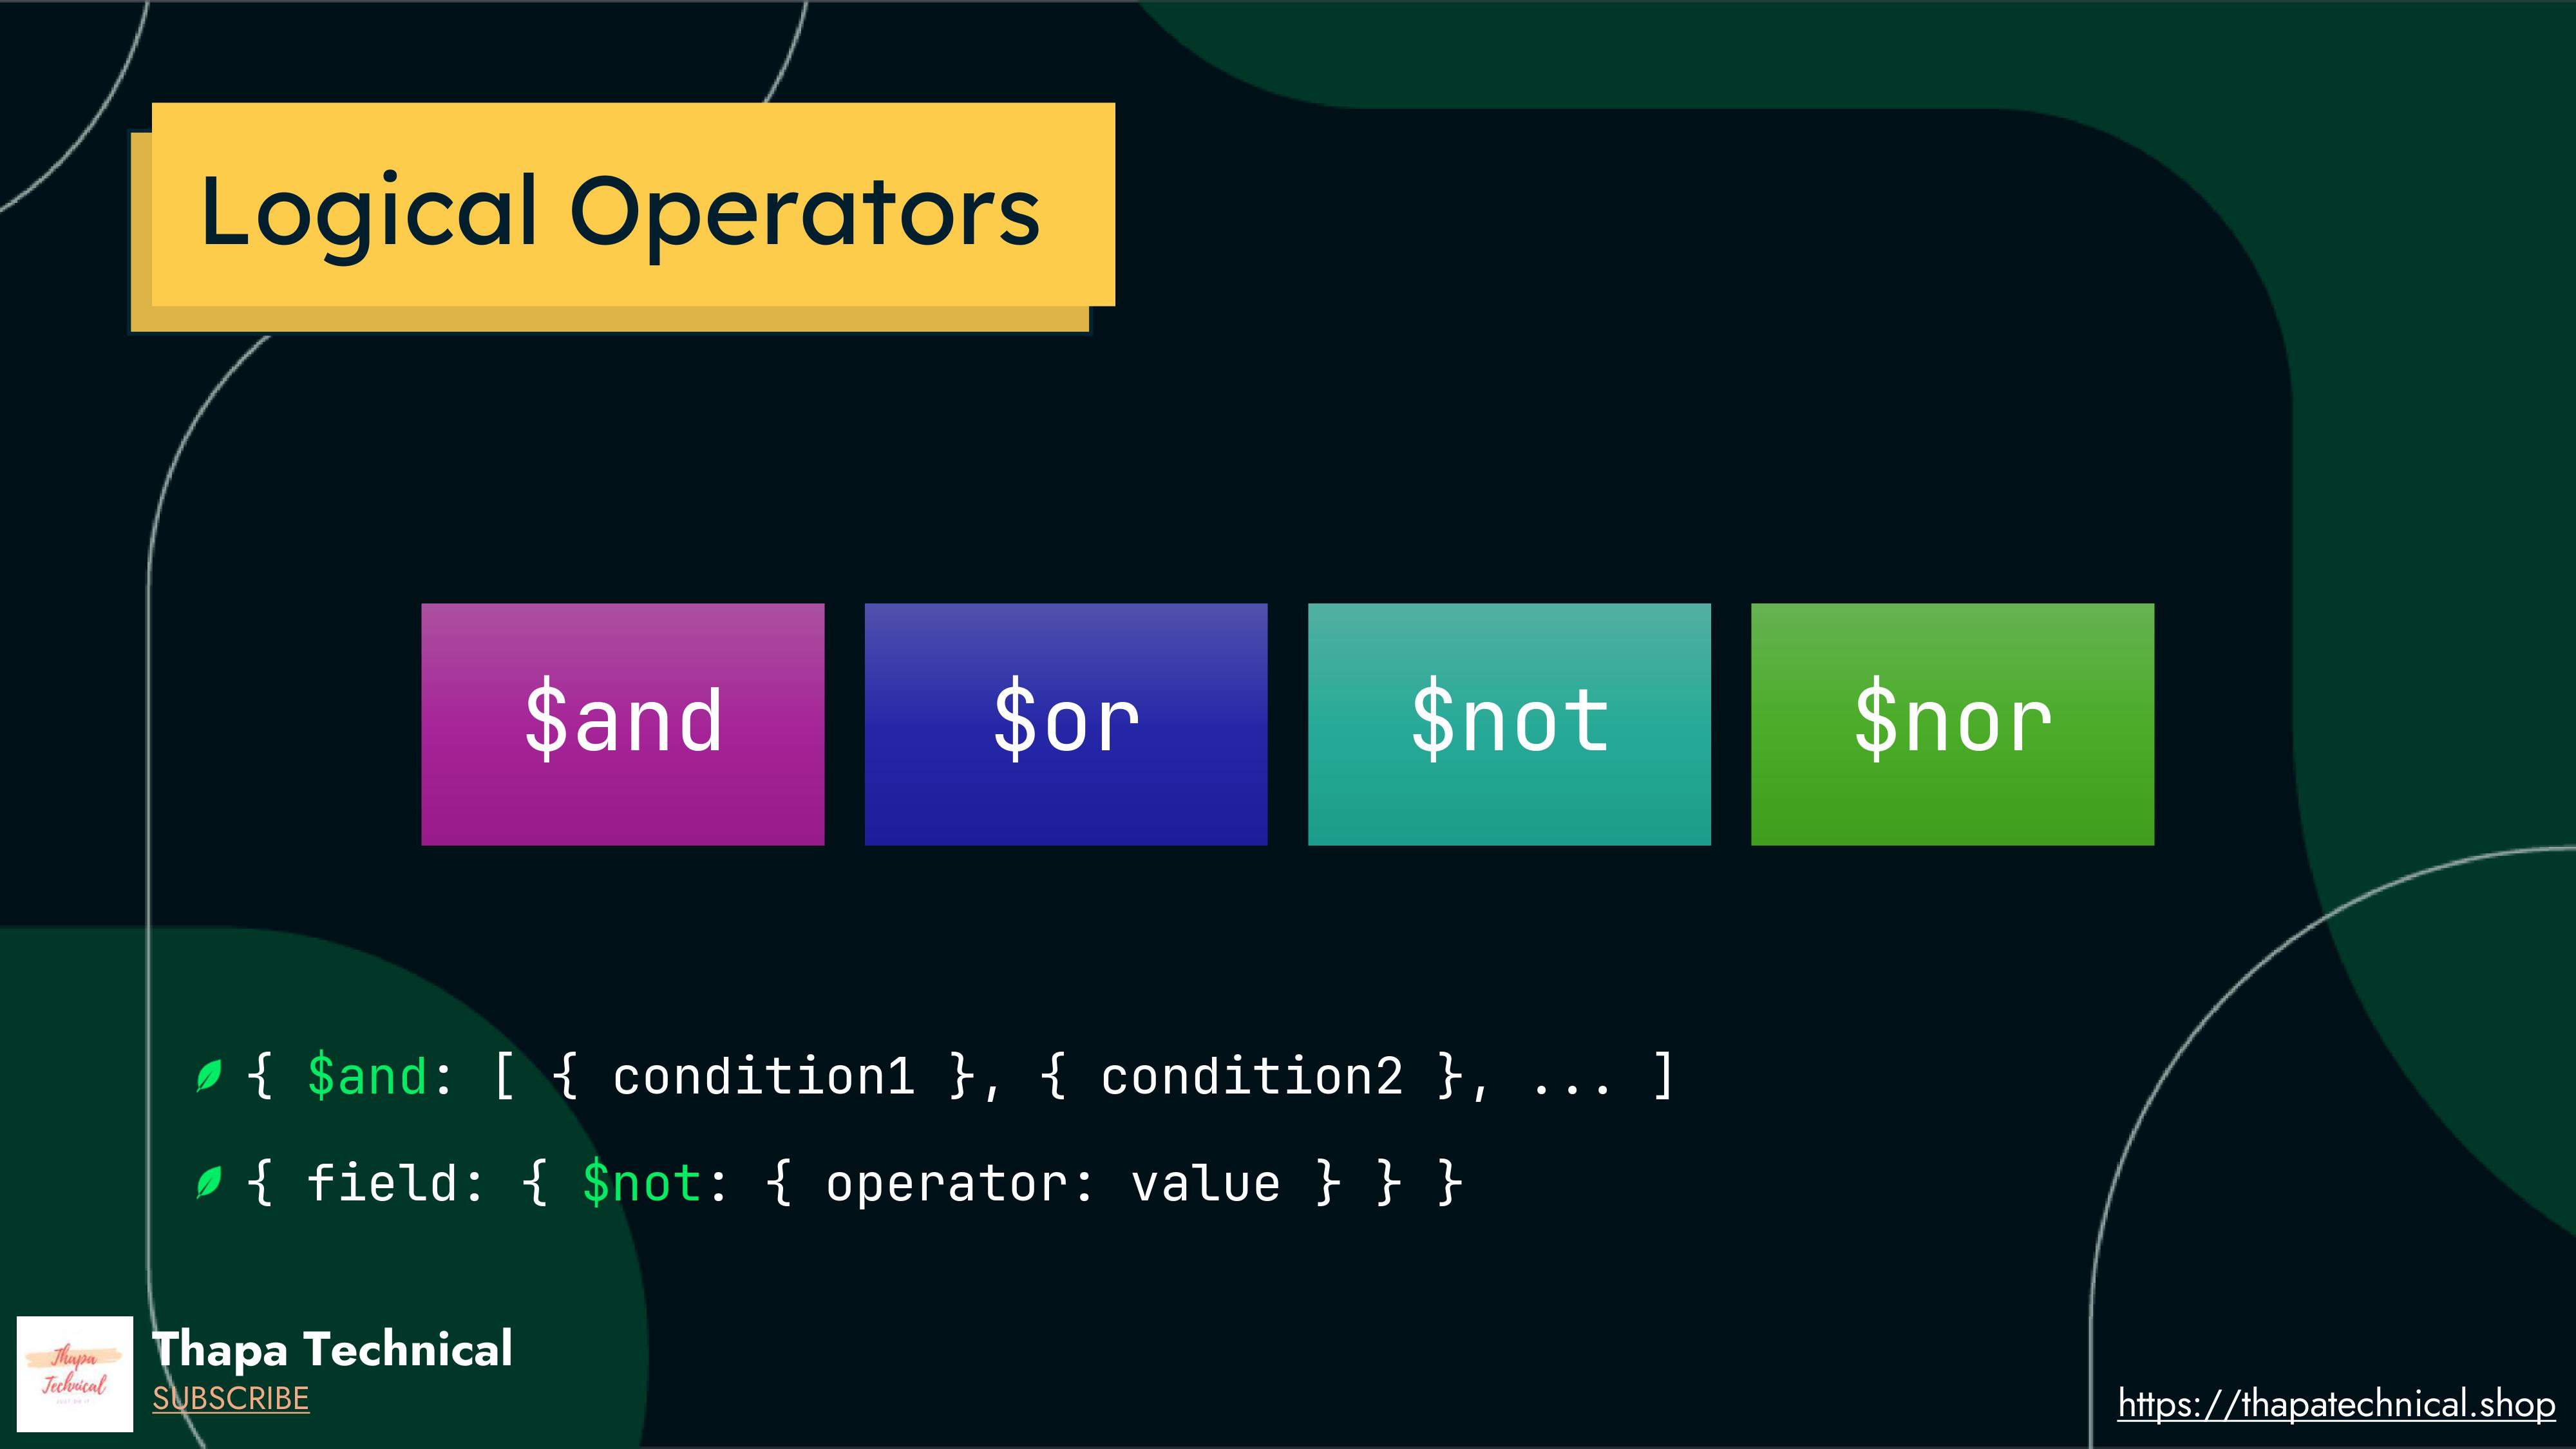 Logical Operators
$and
$or
$not
$nor
{ $and: [ { condition1 }, { condition2 }, ... ]
{ field: { $not: { operator: value } } }
Thapa
Technical
Thapa Technical
SUBSCRIBE
https://thapatechnical.shop